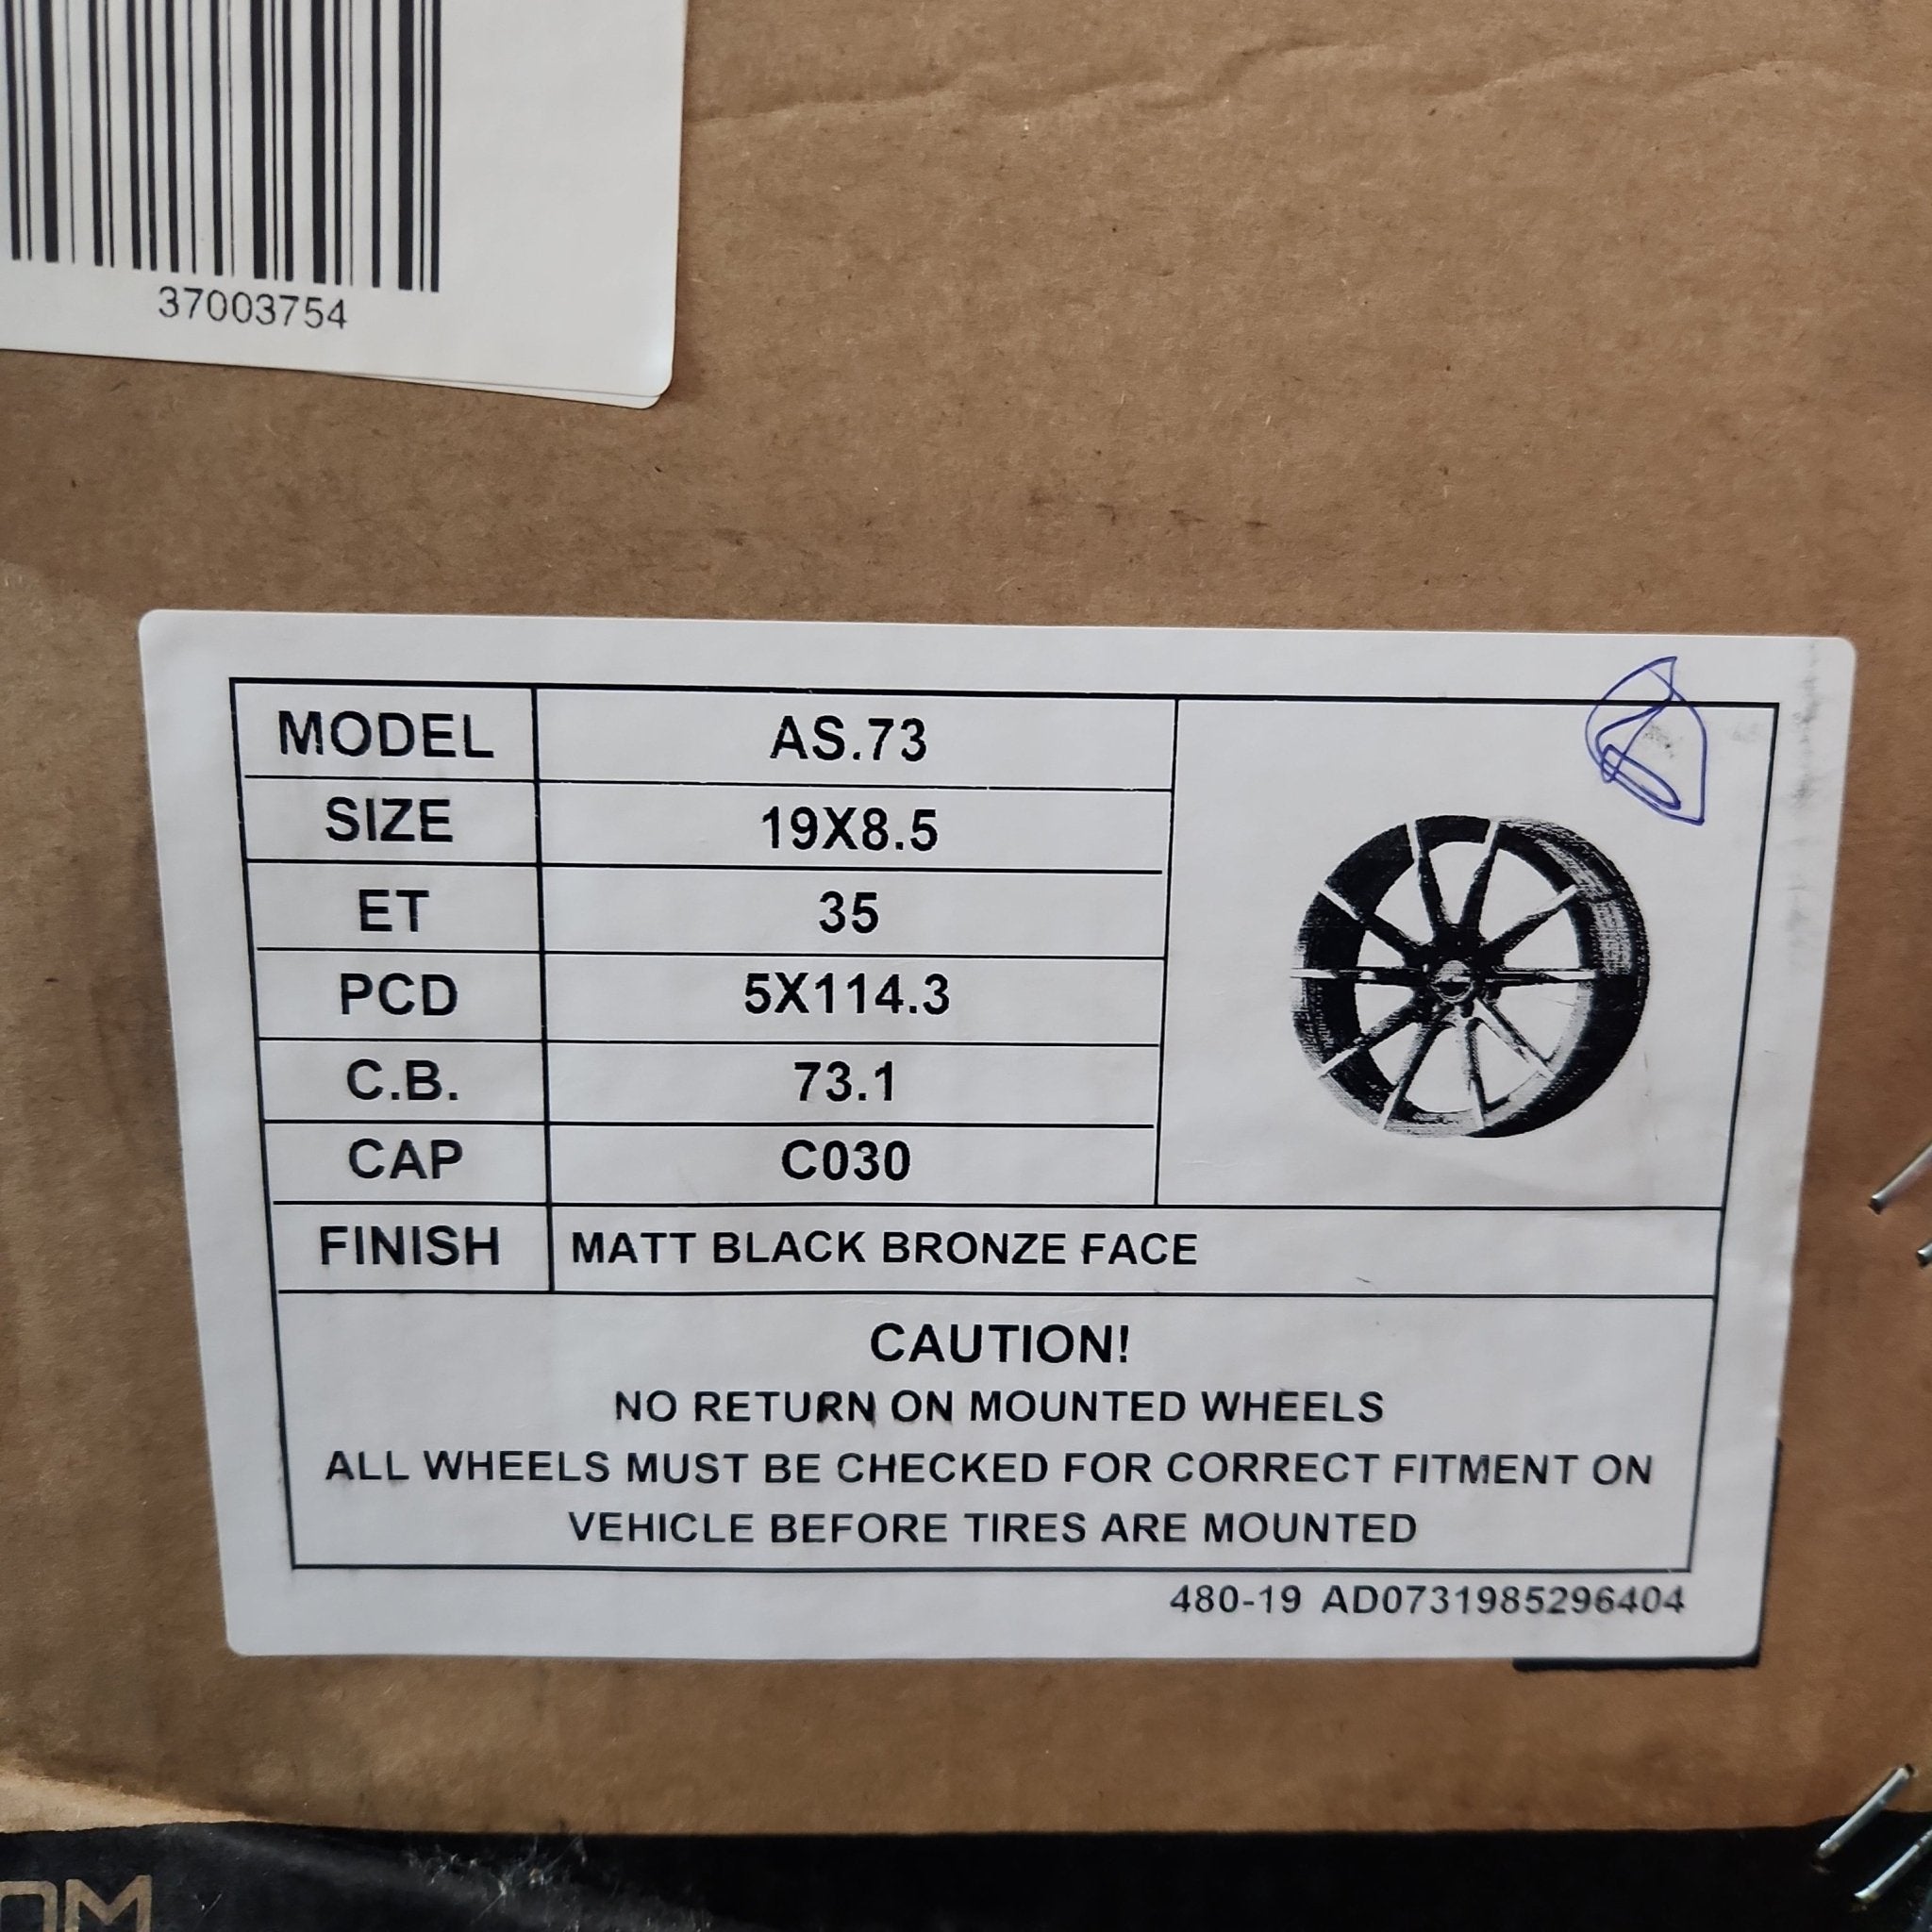 37003754
MODEL AS.73
SIZE 19X8.5
ET 35
PCD 5X114.3
C.B. 73.1
CAP C030
FINISH MATT BLACK BRONZE FACE
CAUTION!
NO RETURN ON MOUNTED WHEELS
ALL WHEELS MUST BE CHECKED FOR CORRECT FITMENT ON
VEHICLE BEFORE TIRES ARE MOUNTED
480-19 AD0731985296404